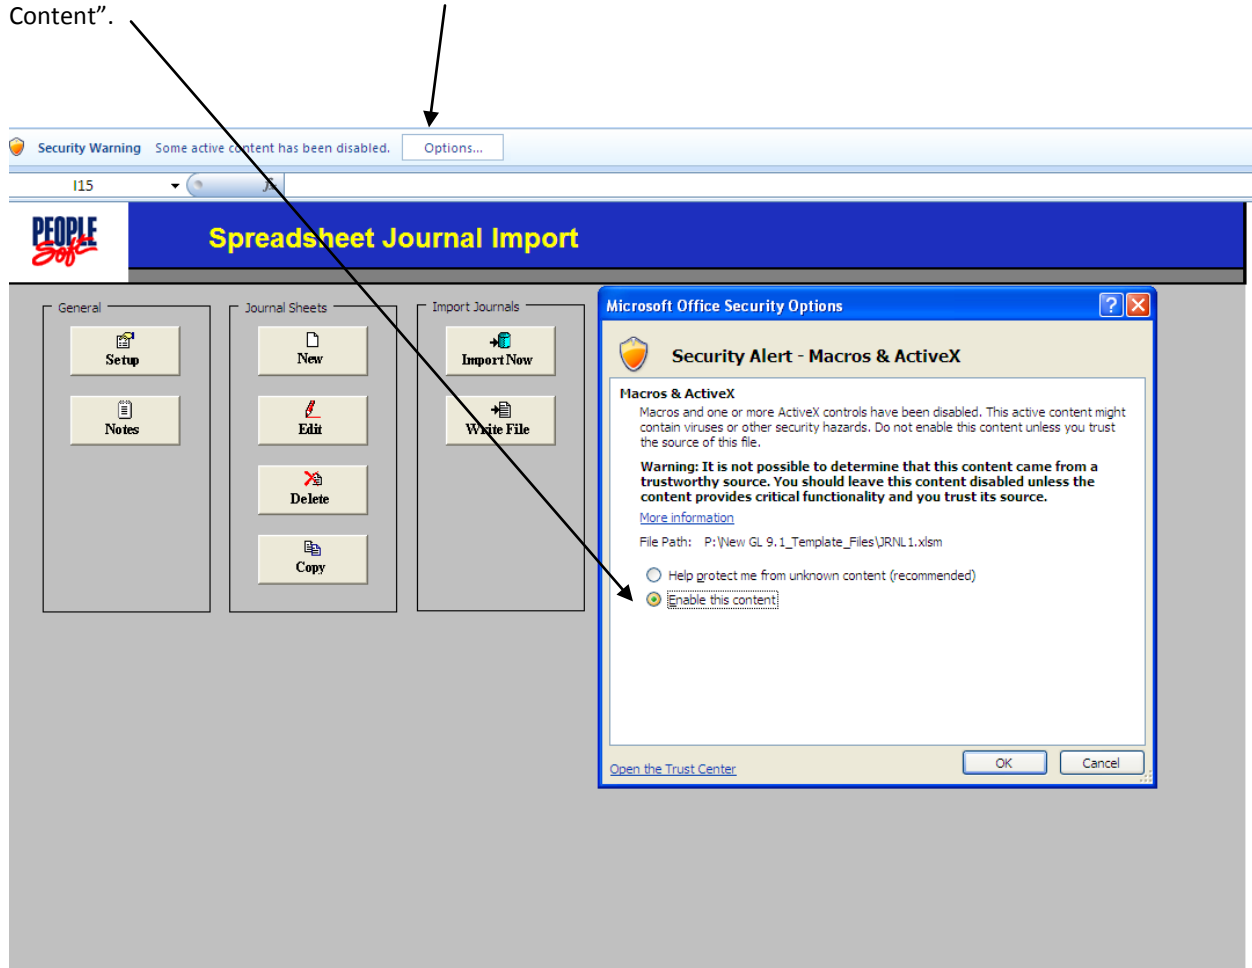 Content”.
Security Warning Some active content has been disabled. Options...
I15 fx
PEOPLE
Soft
Spreadsheet Journal Import
General
Setup
Notes
Journal Sheets
New
Edit
Delete
Copy
Import Journals
Import Now
Write File
Microsoft Office Security Options
Security Alert - Macros & ActiveX
Macros & ActiveX
Macros and one or more ActiveX controls have been disabled. This active content might
contain viruses or other security hazards. Do not enable this content unless you trust
the source of this file.
Warning: It is not possible to determine that this content came from a
trustworthy source. You should leave this content disabled unless the
content provides critical functionality and you trust its source.
More information
File Path: P:\New GL 9.1_Template_Files\JRNL1.xlsm
Help protect me from unknown content (recommended)
Enable this content
Open the Trust Center
OK
Cancel